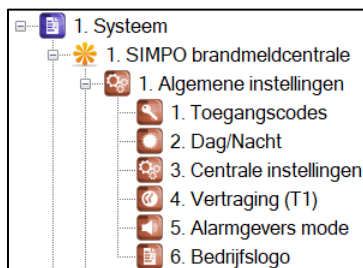 1. Systeem
1. SIMPO brandmeldcentrale
1. Algemene instellingen
1. Toegangscodes
2. Dag/Nacht
3. Centrale instellingen
4. Vertraging (T1)
5. Alarmgevers mode
6. Bedrijfslogo